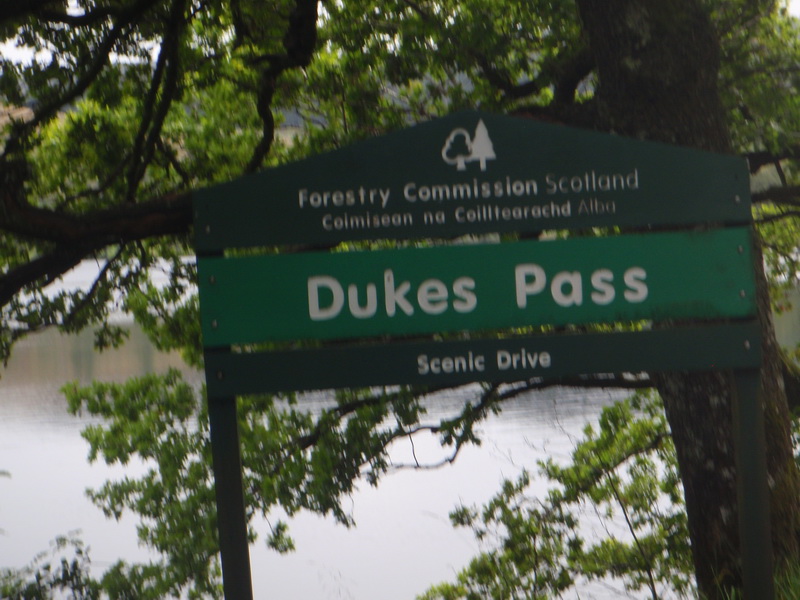 Forestry Commission Scotland
Coimisean na Coilltearachd Alba
Dukes Pass
Scenic Drive